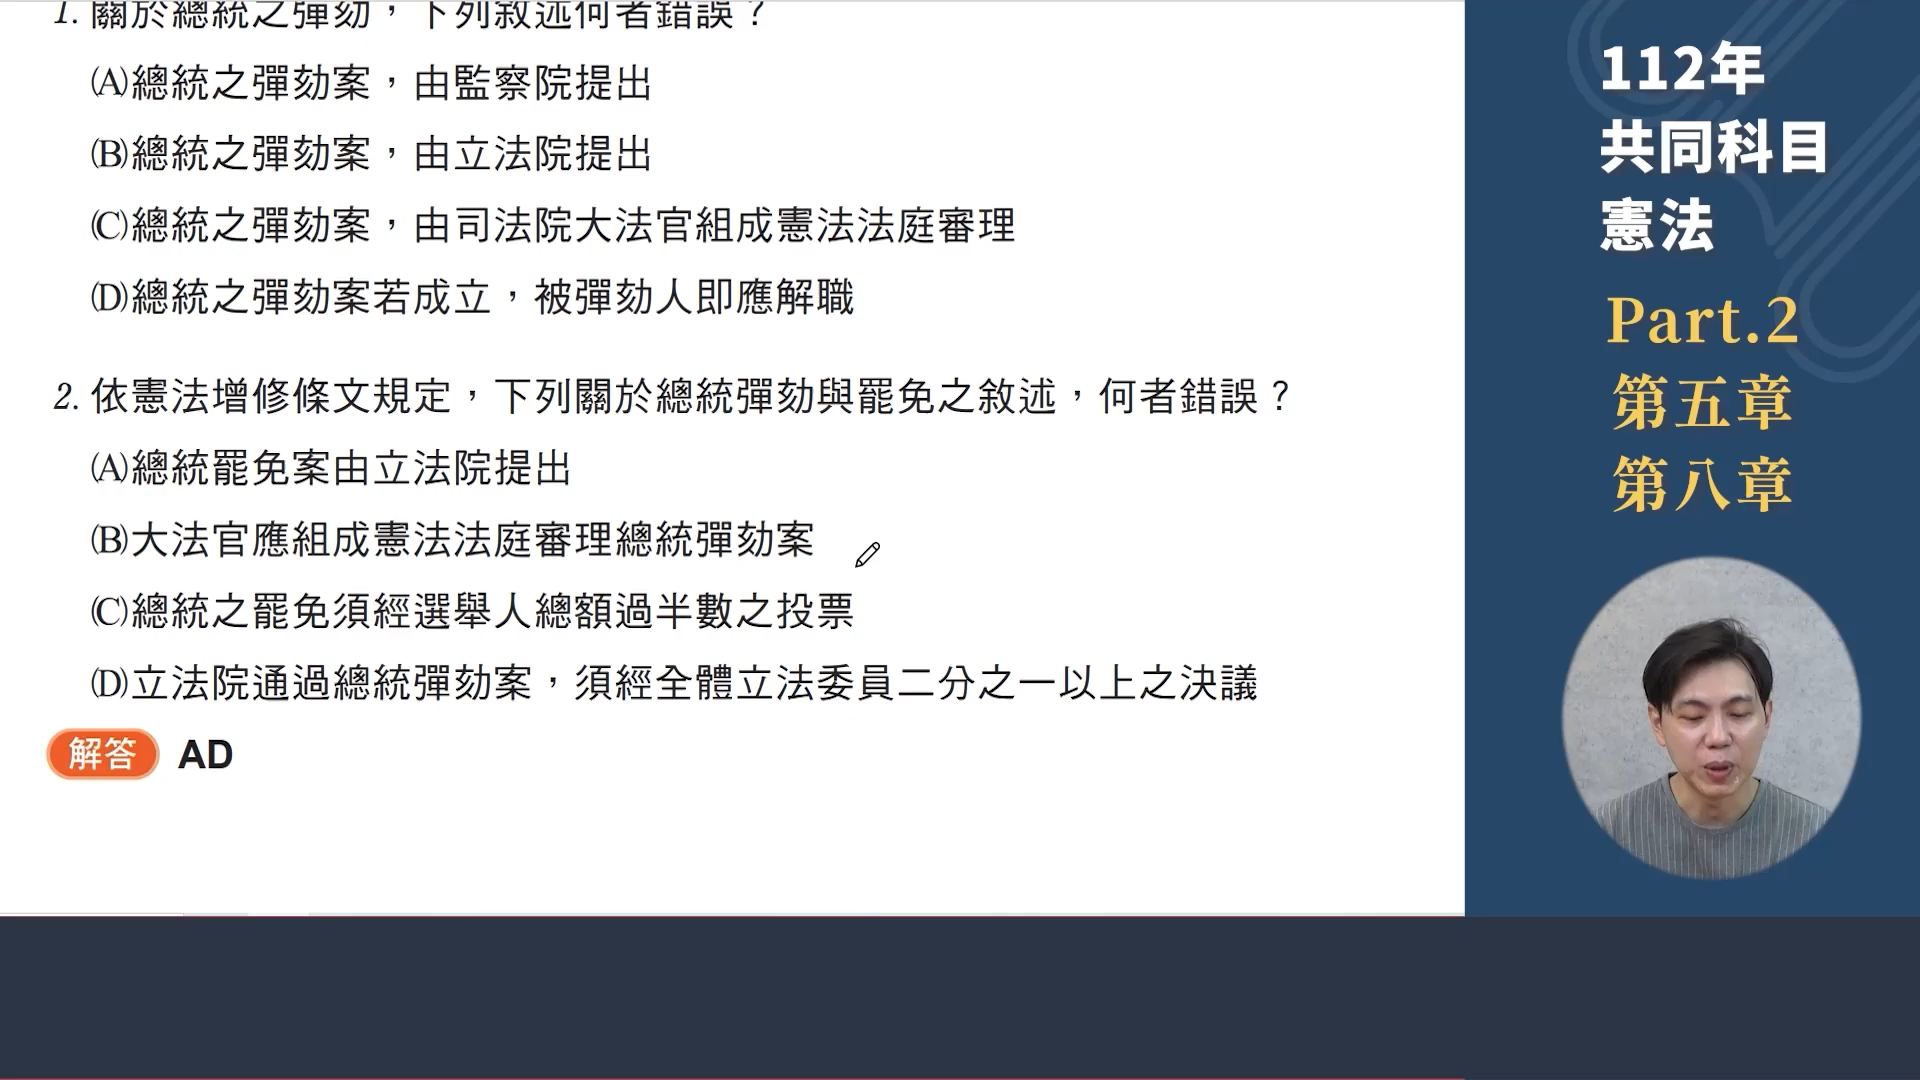 1. 關於總統之彈劾，下列敘述何者錯誤？
(A)總統之彈劾案，由監察院提出
(B)總統之彈劾案，由立法院提出
(C)總統之彈劾案，由司法院大法官組成憲法法庭審理
(D)總統之彈劾案若成立，被彈劾人即應解職
2. 依憲法增修條文規定，下列關於總統彈劾與罷免之敘述，何者錯誤？
(A)總統罷免案由立法院提出
(B)大法官應組成憲法法庭審理總統彈劾案
(C)總統之罷免須經選舉人總額過半數之投票
(D)立法院通過總統彈劾案，須經全體立法委員二分之一以上之決議
解答 AD
112年
共同科目
憲法
Part.2
第五章
第八章